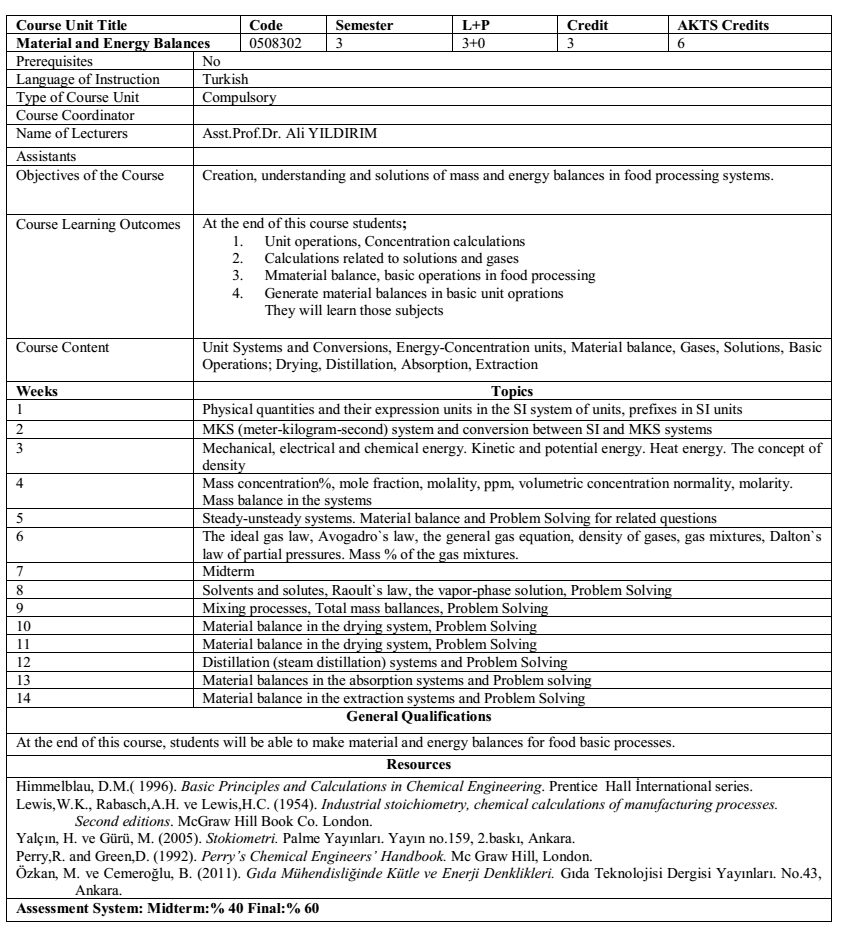 Course Unit Title Code Semester L+P Credit AKTS Credits
Material and Energy Balances 0508302 3 3+0 3 6
Prerequisites No
Language of Instruction Turkish
Type of Course Unit Compulsory
Course Coordinator
Name of Lecturers Asst.Prof.Dr. Ali YILDIRIM
Assistants
Objectives of the Course Creation, understanding and solutions of mass and energy balances in food processing systems.
Course Learning Outcomes At the end of this course students;
1. Unit operations, Concentration calculations
2. Calculations related to solutions and gases
3. Mmaterial balance, basic operations in food processing
4. Generate material balances in basic unit oprations
They will learn those subjects
Course Content Unit Systems and Conversions, Energy-Concentration units, Material balance, Gases, Solutions, Basic
Operations; Drying, Distillation, Absorption, Extraction
Weeks Topics
1 Physical quantities and their expression units in the SI system of units, prefixes in SI units
2 MKS (meter-kilogram-second) system and conversion between SI and MKS systems
3 Mechanical, electrical and chemical energy. Kinetic and potential energy. Heat energy. The concept of
density
4 Mass concentration%, mole fraction, molality, ppm, volumetric concentration normality, molarity.
Mass balance in the systems
5 Steady-unsteady systems. Material balance and Problem Solving for related questions
6 The ideal gas law, Avogadro`s law, the general gas equation, density of gases, gas mixtures, Dalton`s
law of partial pressures. Mass % of the gas mixtures.
7 Midterm
8 Solvents and solutes, Raoult`s law, the vapor-phase solution, Problem Solving
9 Mixing processes, Total mass ballances, Problem Solving
10 Material balance in the drying system, Problem Solving
11 Material balance in the drying system, Problem Solving
12 Distillation (steam distillation) systems and Problem Solving
13 Material balances in the absorption systems and Problem solving
14 Material balance in the extraction systems and Problem Solving
General Qualifications
At the end of this course, students will be able to make material and energy balances for food basic processes.
Resources
Himmelblau, D.M.( 1996). Basic Principles and Calculations in Chemical Engineering. Prentice Hall İnternational series.
Lewis,W.K., Rabasch,A.H. ve Lewis,H.C. (1954). Industrial stoichiometry, chemical calculations of manufacturing processes.
Second editions. McGraw Hill Book Co. London.
Yalçın, H. ve Gürü, M. (2005). Stokiometri. Palme Yayınları. Yayın no.159, 2.baskı, Ankara.
Perry,R. and Green,D. (1992). Perry’s Chemical Engineers’ Handbook. Mc Graw Hill, London.
Özkan, M. ve Cemeroğlu, B. (2011). Gıda Mühendisliğinde Kütle ve Enerji Denklikleri. Gıda Teknolojisi Dergisi Yayınları. No.43,
Ankara.
Assessment System: Midterm:% 40 Final:% 60